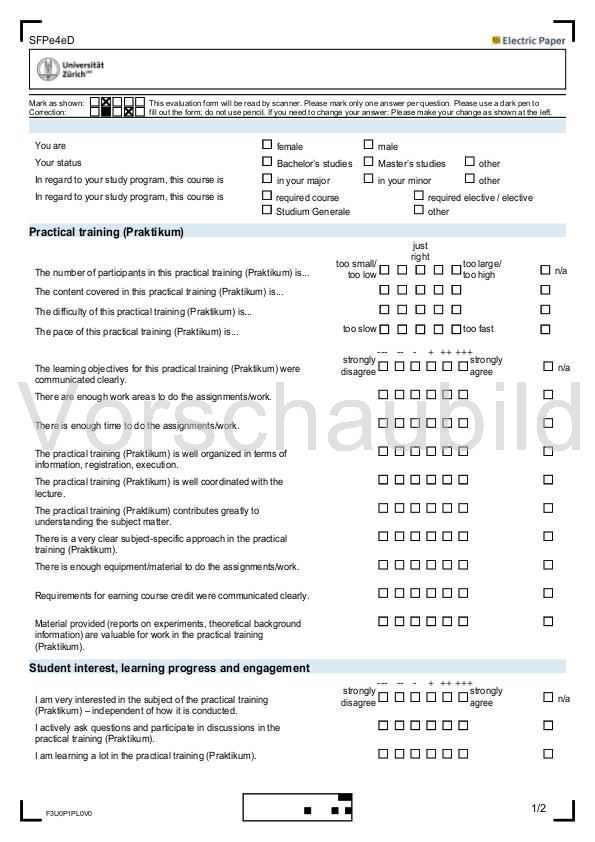 SFPe4eD
Electric Paper
Universität
Zürich
Mark as shown: This evaluation form will be read by scanner. Please mark only one answer per question. Please use a dark pen to
Correction: fill out the form; do not use pencil. If you need to change your answer: Please make your change as shown at the left.
You are female male
Your status Bachelor's studies Master's studies other
In regard to your study program, this course is in your major in your minor other
In regard to your study program, this course is required course required elective / elective
Studium Generale other
Practical training (Praktikum)
just
right
too small/ too large/
The number of participants in this practical training (Praktikum) is... too low too high n/a
The content covered in this practical training (Praktikum) is...
The difficulty of this practical training (Praktikum) is...
The pace of this practical training (Praktikum) is... too slow too fast
--- -- - + ++ +++
strongly strongly
The learning objectives for this practical training (Praktikum) were disagree agree n/a
communicated clearly.
There are enough work areas to do the assignments/work.
Vorschaubild
There is enough time to do the assignments/work.
The practical training (Praktikum) is well organized in terms of
information, registration, execution.
The practical training (Praktikum) is well coordinated with the
lecture.
The practical training (Praktikum) contributes greatly to
understanding the subject matter.
There is a very clear subject-specific approach in the practical
training (Praktikum).
There is enough equipment/material to do the assignments/work.
Requirements for earning course credit were communicated clearly.
Material provided (reports on experiments, theoretical background
information) are valuable for work in the practical training
(Praktikum).
Student interest, learning progress and engagement
--- -- - + ++ +++
strongly strongly
I am very interested in the subject of the practical training disagree agree n/a
(Praktikum) – independent of how it is conducted.
I actively ask questions and participate in discussions in the
practical training (Praktikum).
I am learning a lot in the practical training (Praktikum).
F3U0P1PL0V0
1/2